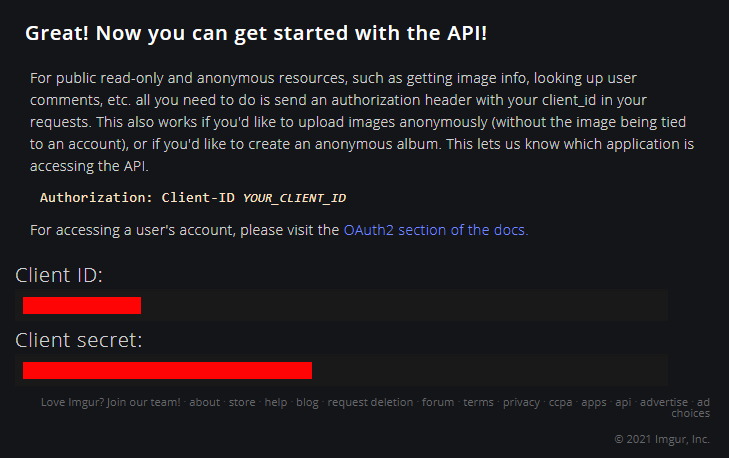 Great! Now you can get started with the API!
For public read-only and anonymous resources, such as getting image info, looking up user
comments, etc. all you need to do is send an authorization header with your client_id in your
requests. This also works if you'd like to upload images anonymously (without the image being tied
to an account), or if you'd like to create an anonymous album. This lets us know which application is
accessing the API.
Authorization: Client-ID YOUR_CLIENT_ID
For accessing a user's account, please visit the OAuth2 section of the docs.
Client ID:
Client secret:
Love Imgur? Join our team! · about · store · help · blog · request deletion · forum · terms · privacy · ccpa · apps · api · advertise · ad
choices
© 2021 Imgur, Inc.